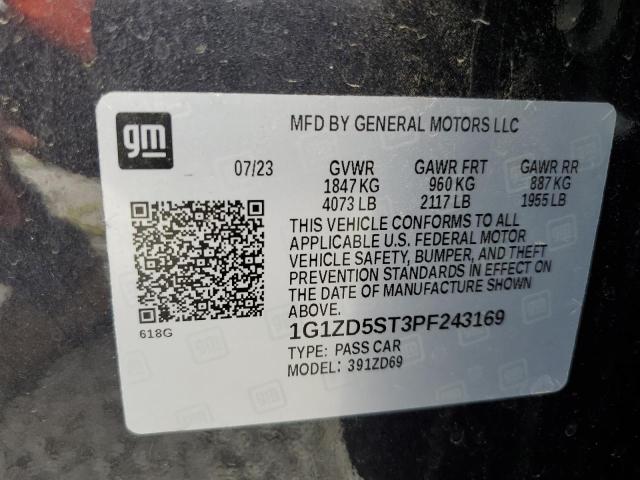 gm
MFD BY GENERAL MOTORS LLC
07/23 GVWR GAWR FRT GAWR RR
1847 KG 960 KG 887 KG
4073 LB 2117 LB 1955 LB
THIS VEHICLE CONFORMS TO ALL
APPLICABLE U.S. FEDERAL MOTOR
VEHICLE SAFETY, BUMPER, AND THEFT
PREVENTION STANDARDS IN EFFECT ON
THE DATE OF MANUFACTURE SHOWN
ABOVE.
618G
1G1ZD5ST3PF243169
TYPE: PASS CAR
MODEL: 391ZD69